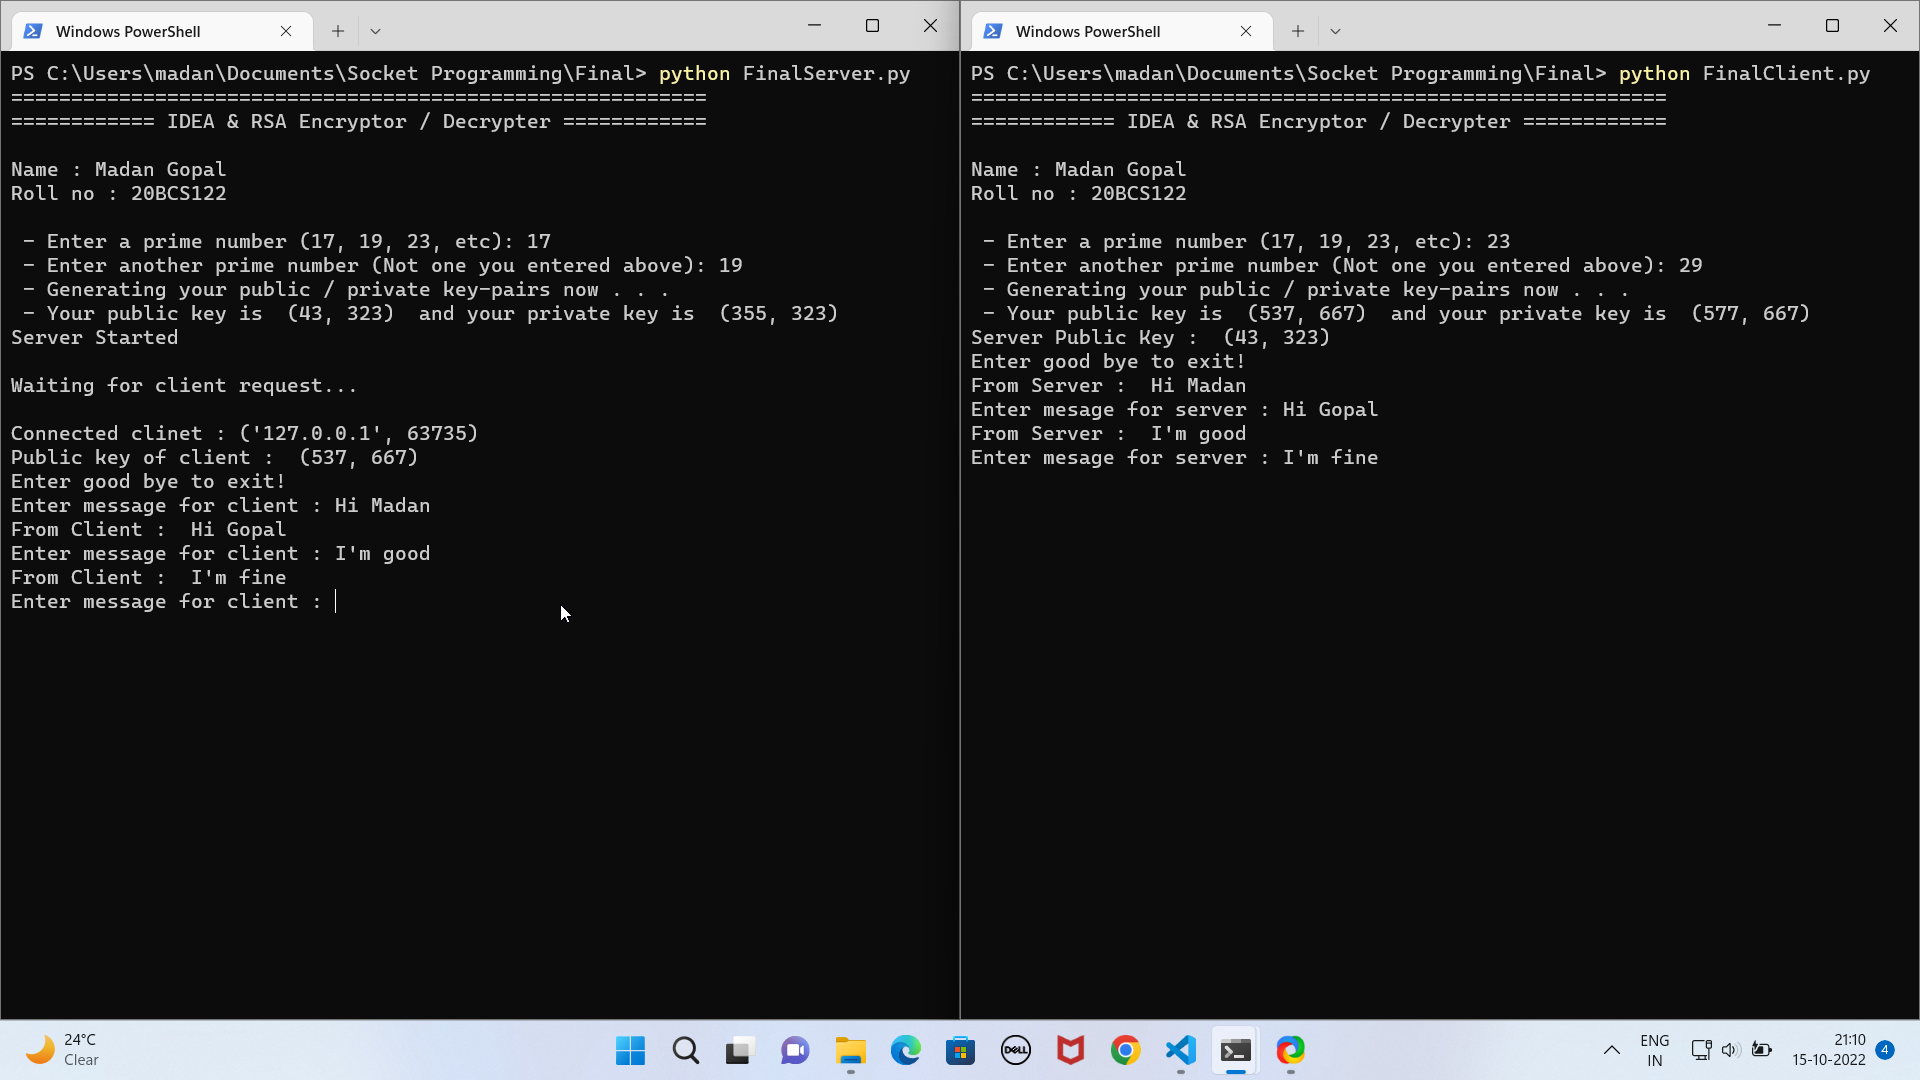 Windows PowerShell
PS C:\Users\madan\Documents\Socket Programming\Final> python FinalServer.py
==========================================================
============ IDEA & RSA Encryptor / Decrypter ============
Name : Madan Gopal
Roll no : 20BCS122
- Enter a prime number (17, 19, 23, etc): 17
- Enter another prime number (Not one you entered above): 19
- Generating your public / private key-pairs now . . .
- Your public key is  (43, 323)  and your private key is  (355, 323)
Server Started
Waiting for client request...
Connected clinet : ('127.0.0.1', 63735)
Public key of client :  (537, 667)
Enter good bye to exit!
Enter message for client : Hi Madan
From Client :  Hi Gopal
Enter message for client : I'm good
From Client :  I'm fine
Enter message for client :
Windows PowerShell
PS C:\Users\madan\Documents\Socket Programming\Final> python FinalClient.py
==========================================================
============ IDEA & RSA Encryptor / Decrypter ============
Name : Madan Gopal
Roll no : 20BCS122
- Enter a prime number (17, 19, 23, etc): 23
- Enter another prime number (Not one you entered above): 29
- Generating your public / private key-pairs now . . .
- Your public key is  (537, 667)  and your private key is  (577, 667)
Server Public Key :  (43, 323)
Enter good bye to exit!
From Server :  Hi Madan
Enter mesage for server : Hi Gopal
From Server :  I'm good
Enter mesage for server : I'm fine
24°C
Clear
DELL
ENG
IN
21:10
15-10-2022
4